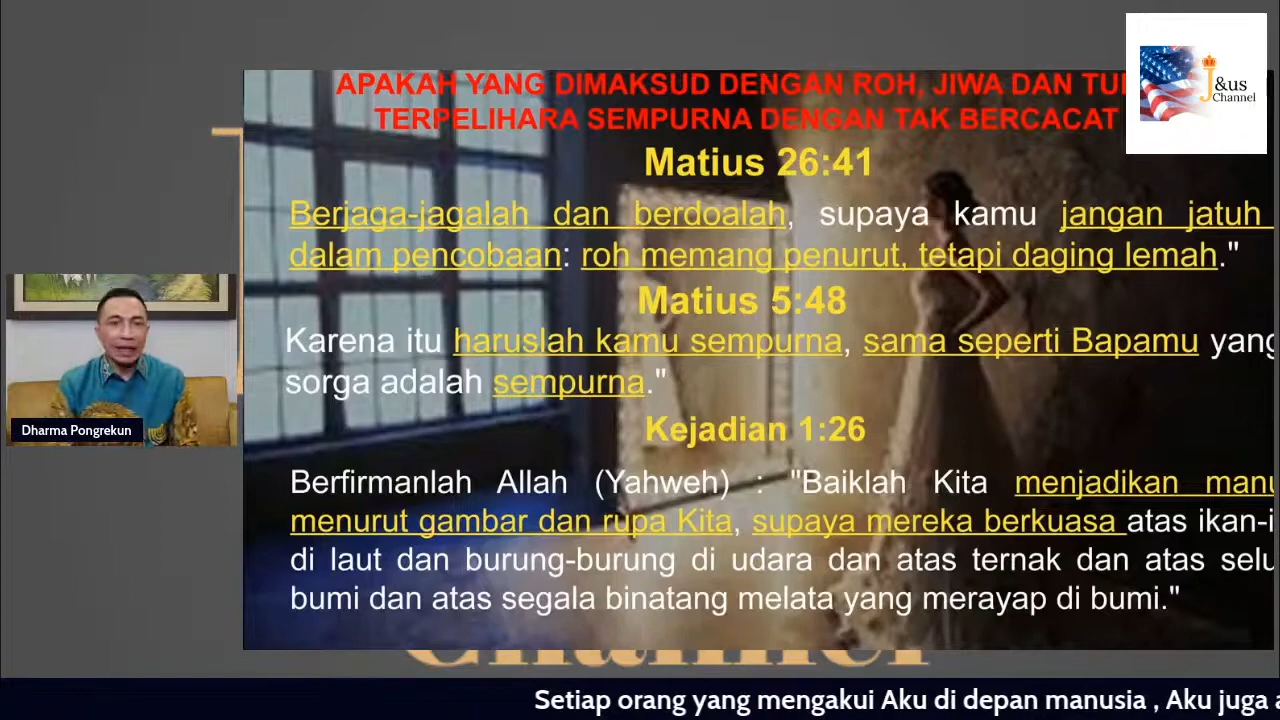 APAKAH YANG DIMAKSUD DENGAN ROH, JIWA DAN
TERPELIHARA SEMPURNA DENGAN TAK BERCACAT
J&us
Channel
Matius 26:41
Berjaga-jagalah dan berdoalah, supaya kamu jangan jatuh
dalam pencobaan: roh memang penurut, tetapi daging lemah."
Matius 5:48
Karena itu haruslah kamu sempurna, sama seperti Bapamu yang
sorga adalah sempurna."
Kejadian 1:26
Berfirmanlah Allah (Yahweh) : "Baiklah Kita menjadikan
menurut gambar dan rupa Kita, supaya mereka berkuasa atas
di laut dan burung-burung di udara dan atas ternak dan atas
bumi dan atas segala binatang melata yang merayap di bumi."
Dharma Pongrekun
Setiap orang yang mengakui Aku di depan manusia , Aku juga